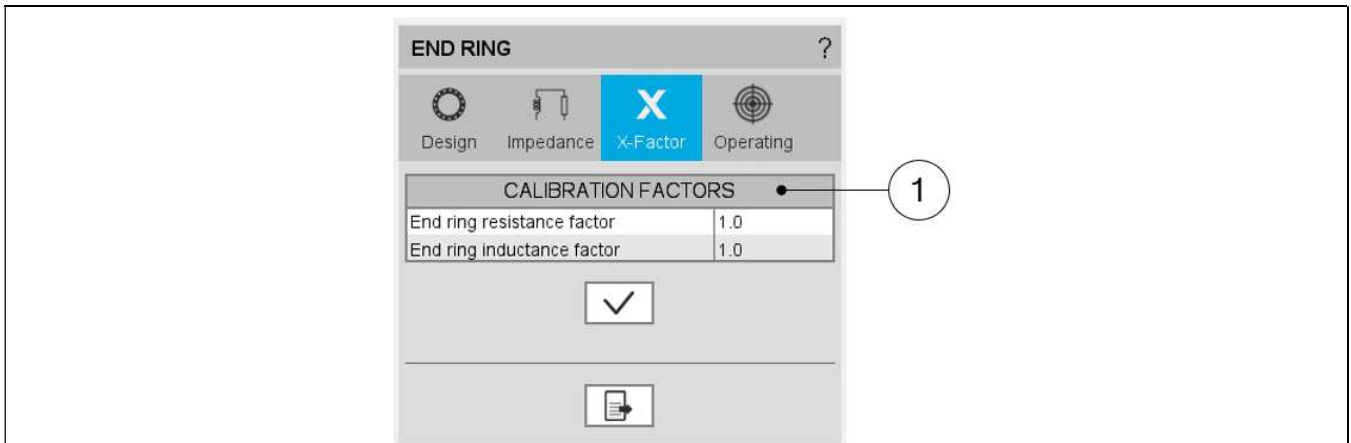 END RING ?
Design Impedance X-Factor Operating
CALIBRATION FACTORS
1
End ring resistance factor 1.0
End ring inductance factor 1.0